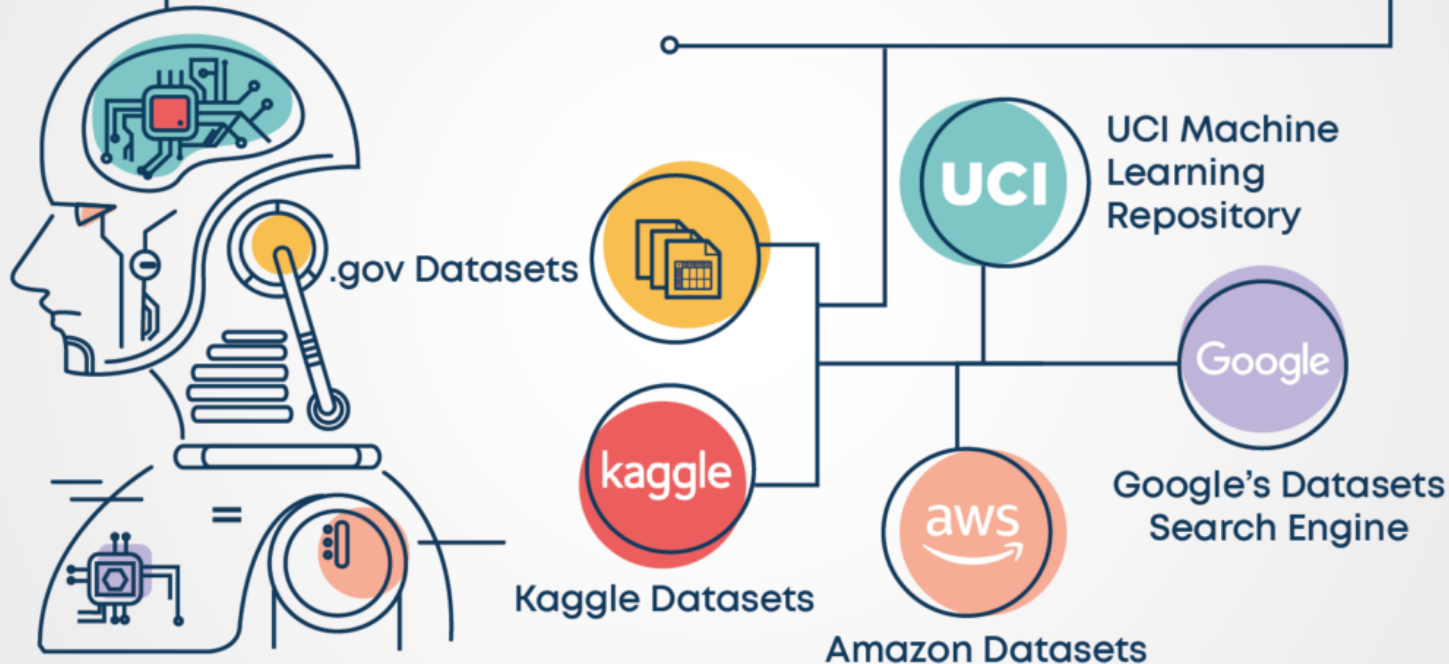 UCI
UCI Machine
Learning
Repository
.gov Datasets
Google
Google’s Datasets
Search Engine
kaggle
Kaggle Datasets
aws
Amazon Datasets